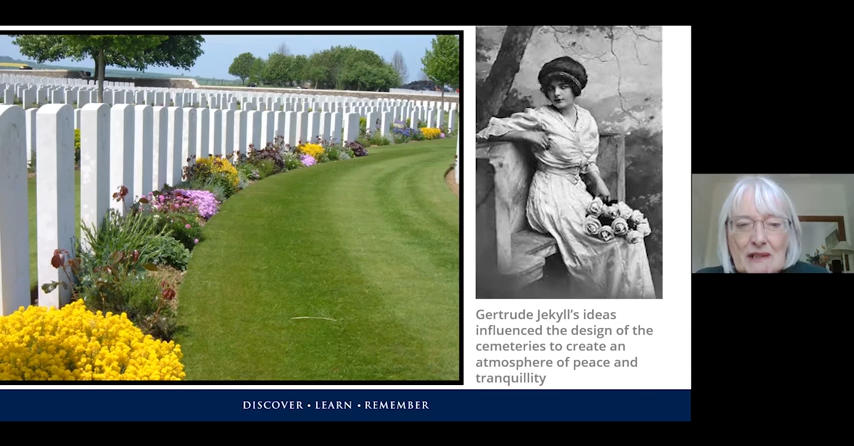 Gertrude Jekyll’s ideas
influenced the design of the
cemeteries to create an
atmosphere of peace and
tranquillity
DISCOVER • LEARN • REMEMBER